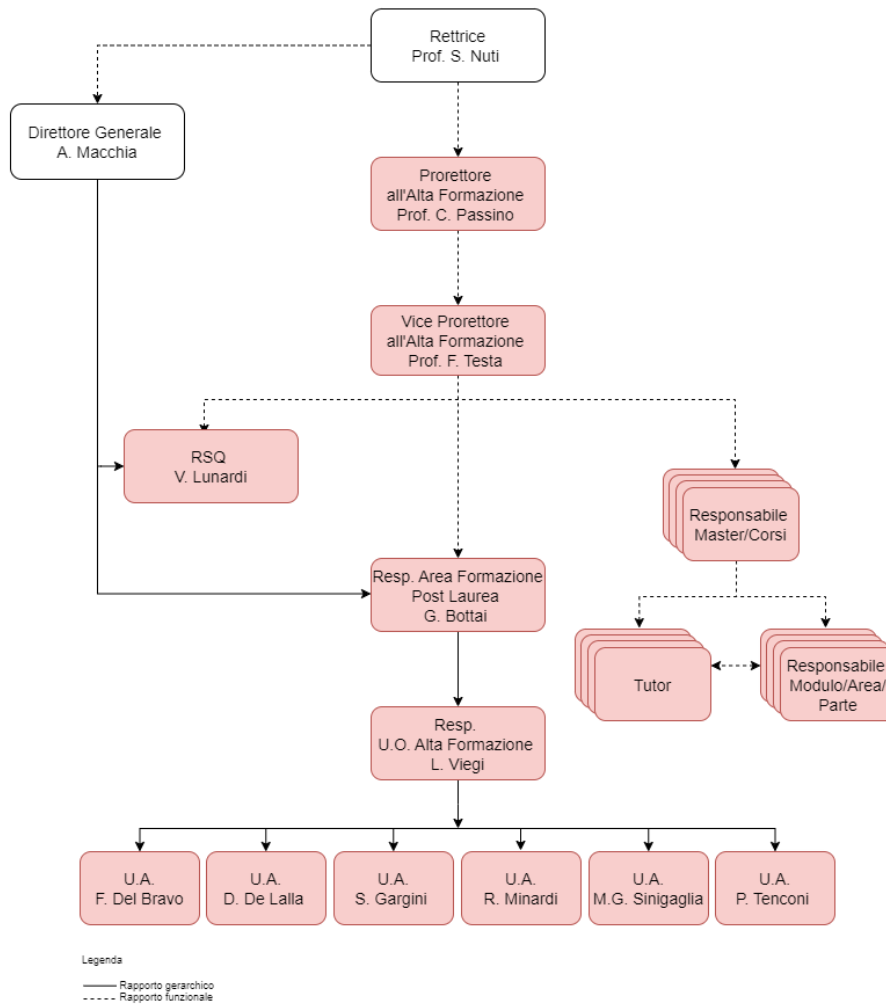 Rettrice
Prof. S. Nuti
Direttore Generale
A. Macchia
Prorettore
all'Alta Formazione
Prof. C. Passino
Vice Prorettore
all'Alta Formazione
Prof. F. Testa
RSQ
V. Lunardi
Responsabile
Master/Corsi
Resp. Area Formazione
Post Laurea
G. Bottai
Tutor
Responsabile
Modulo/Area/
Parte
Resp.
U.O. Alta Formazione
L. Viegi
U.A.
F. Del Bravo
U.A.
D. De Lalla
U.A.
S. Gargini
U.A.
R. Minardi
U.A.
M.G. Sinigaglia
U.A.
P. Tenconi
Legenda
Rapporto gerarchico
Rapporto funzionale